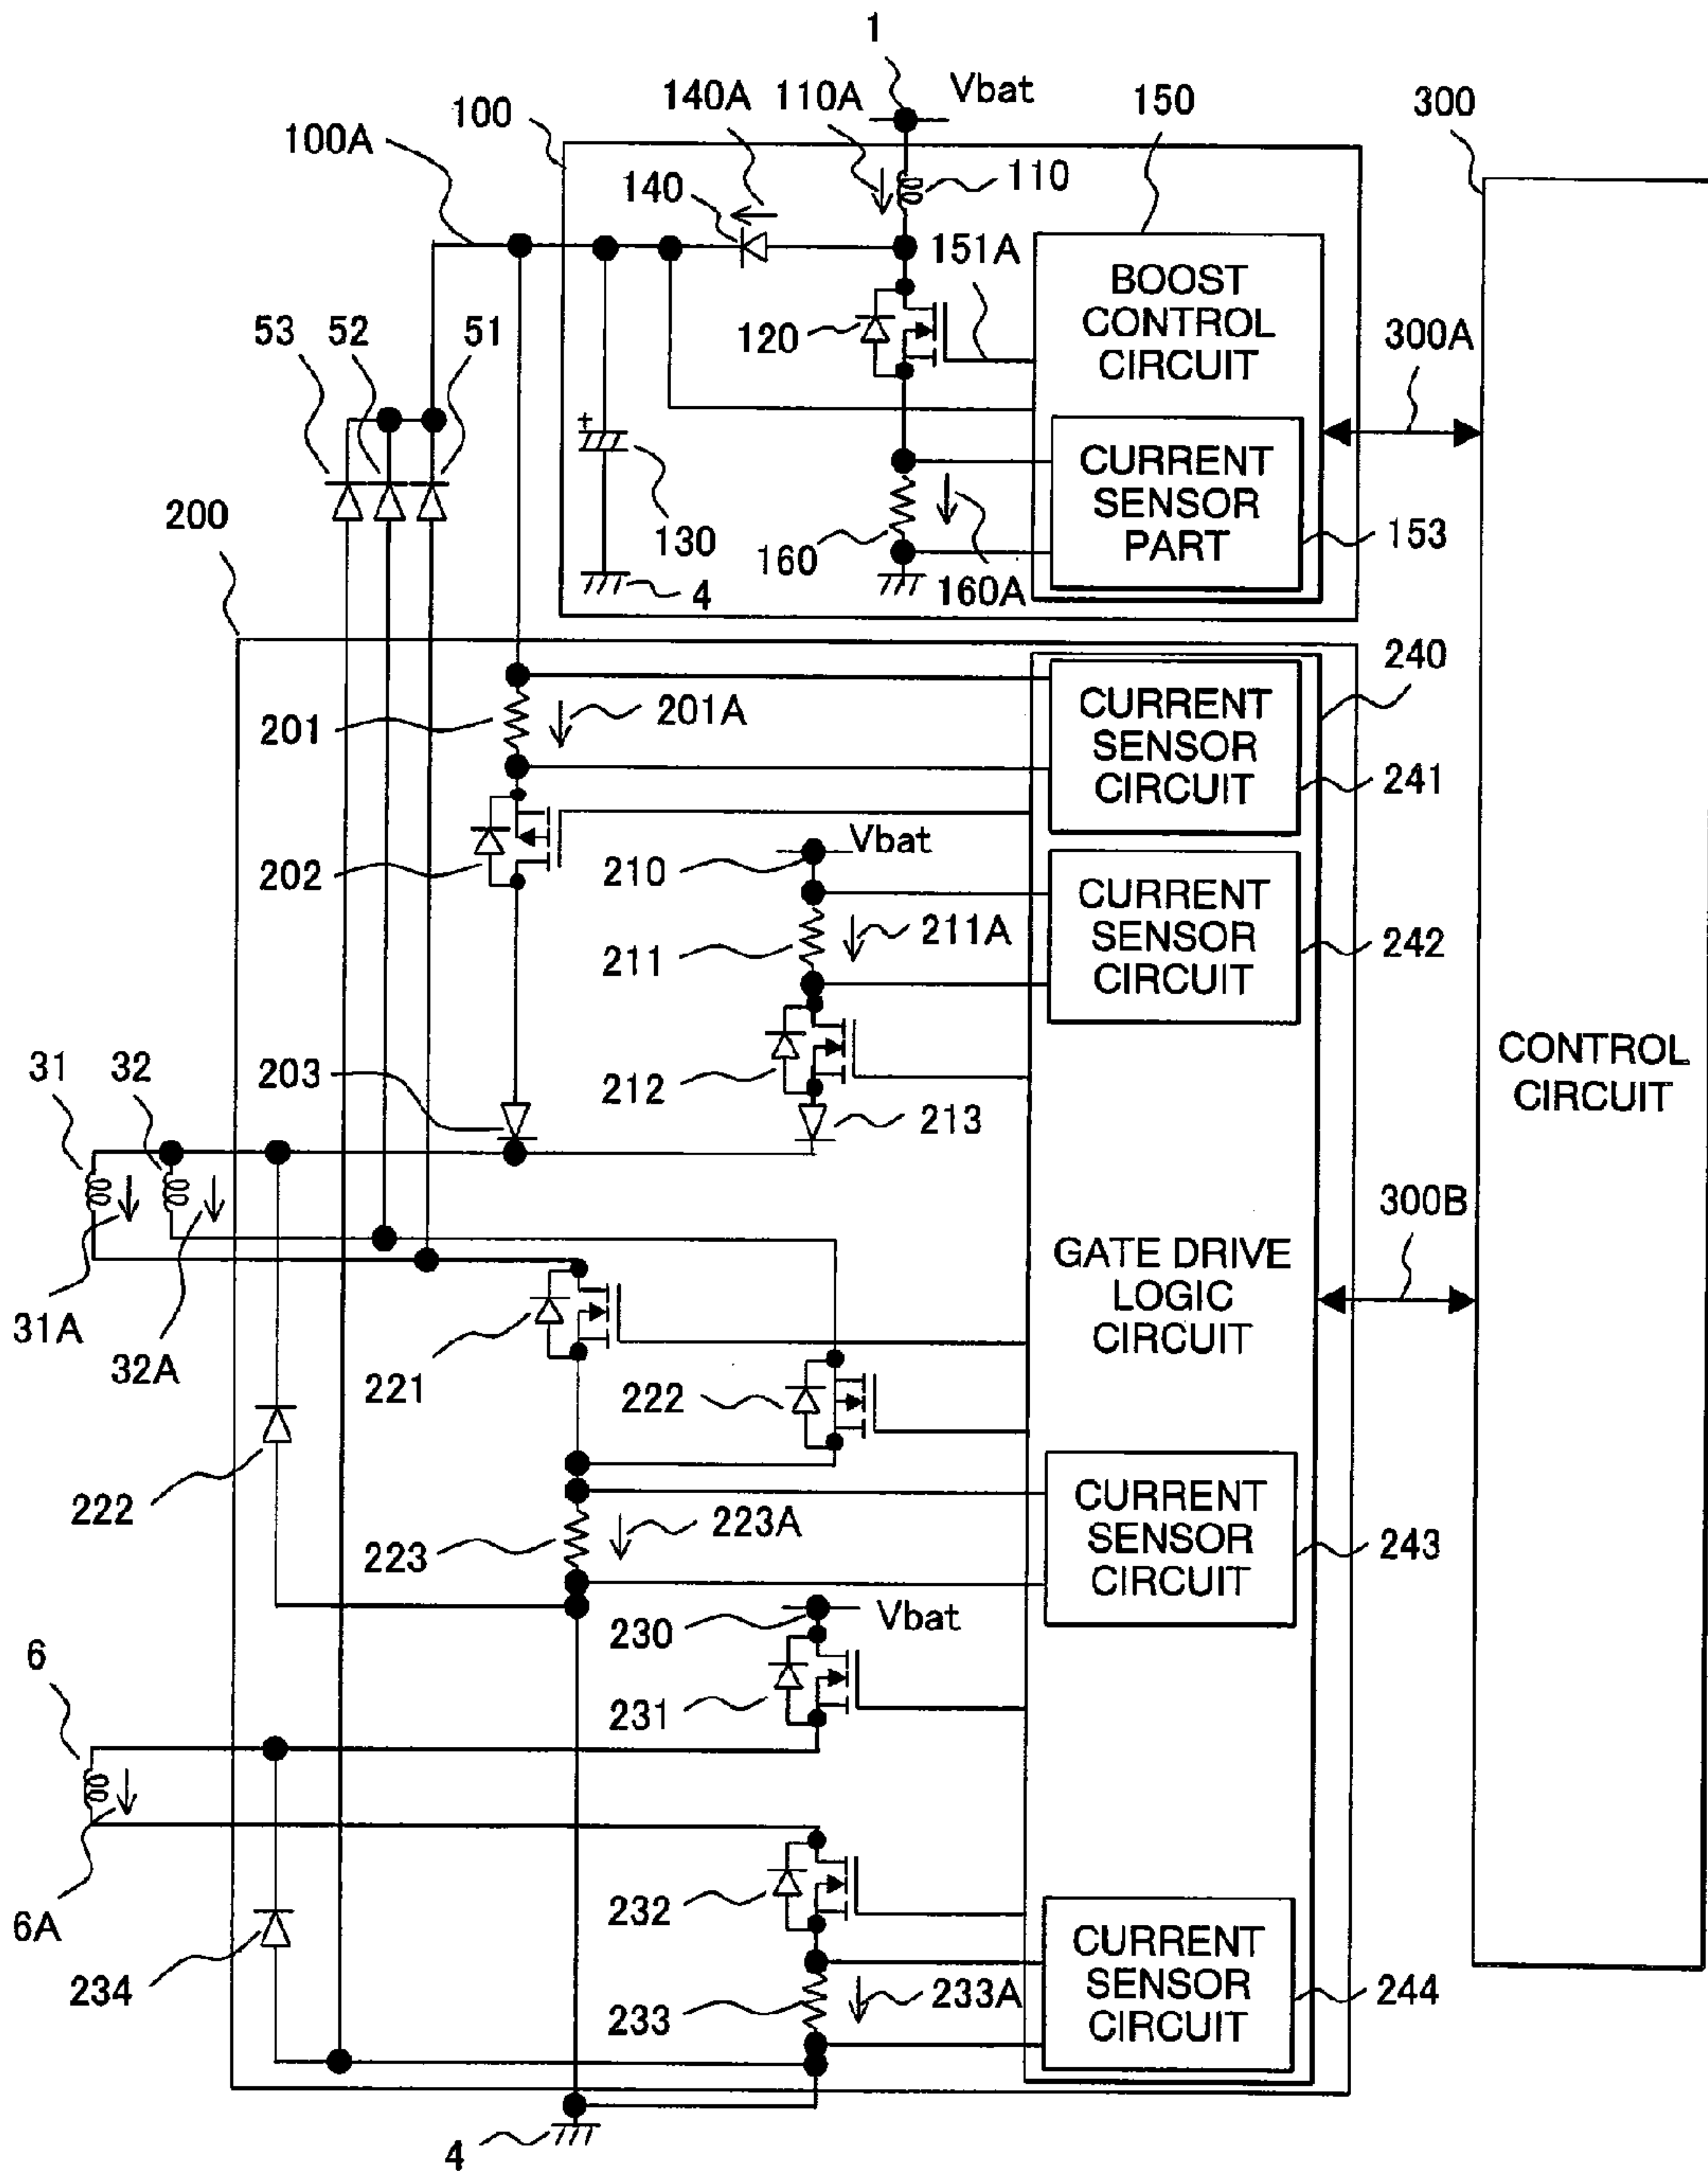 1
140A 110A Vbat 150 300
100
100A
140 110
151A
BOOST
CONTROL
CIRCUIT
53 52 51
120
300A
+
CURRENT
SENSOR
PART
200
130 160 153
4 160A
240
201 201A
CURRENT
SENSOR
CIRCUIT
241
Vbat
202 210
CURRENT
SENSOR
CIRCUIT
211A
211 242
CONTROL
CIRCUIT
31 32 203
212 213
300B
GATE DRIVE
LOGIC
CIRCUIT
31A
32A 221
222
222
CURRENT
SENSOR
CIRCUIT
223A
223 243
230 Vbat
6
231
232
6A
CURRENT
SENSOR
CIRCUIT
234
233 233A 244
4